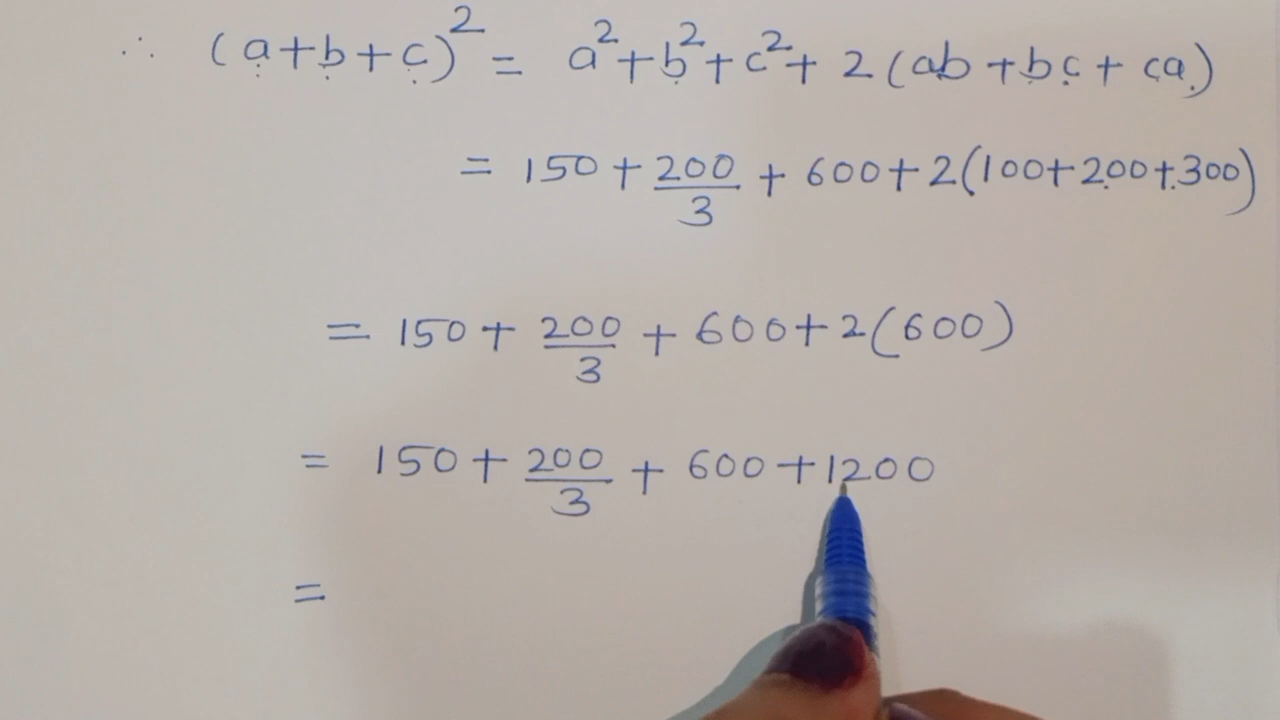 ∴ (a+b+c)² = a²+b²+c²+ 2(ab+bc+ca)
= 150+200/3+600+2(100+200+300)
= 150+200/3+600+2(600)
= 150+200/3+600+1200
=